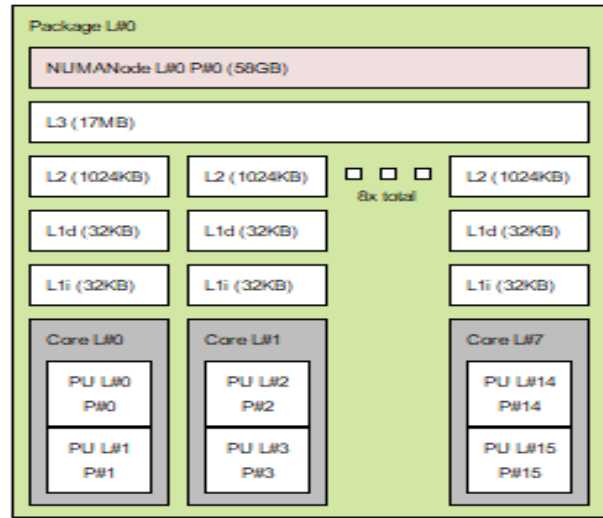 Package L#0
NUMANode L#0 P#0 (58GB)
L3 (17MB)
L2 (1024KB) L2 (1024KB) L2 (1024KB)
8x total
L1d (32KB) L1d (32KB) L1d (32KB)
L1i (32KB) L1i (32KB) L1i (32KB)
Core L#0 Core L#1 Core L#7
PU L#0 PU L#2 PU L#14
P#0 P#2 P#14
PU L#1 PU L#3 PU L#15
P#1 P#3 P#15